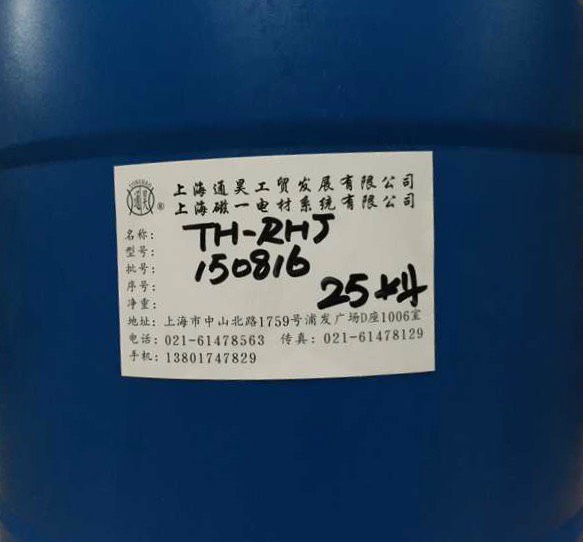 上海通昊工贸发展有限公司
上海磁一电材系统有限公司
®
名称: TH-RHJ
型号:
批号: 150816
序号:
净重: 25kg
地址: 上海市中山北路1759号浦发广场D座1006室
电话: 021-61478563 传真: 021-61478129
手机: 13801747829